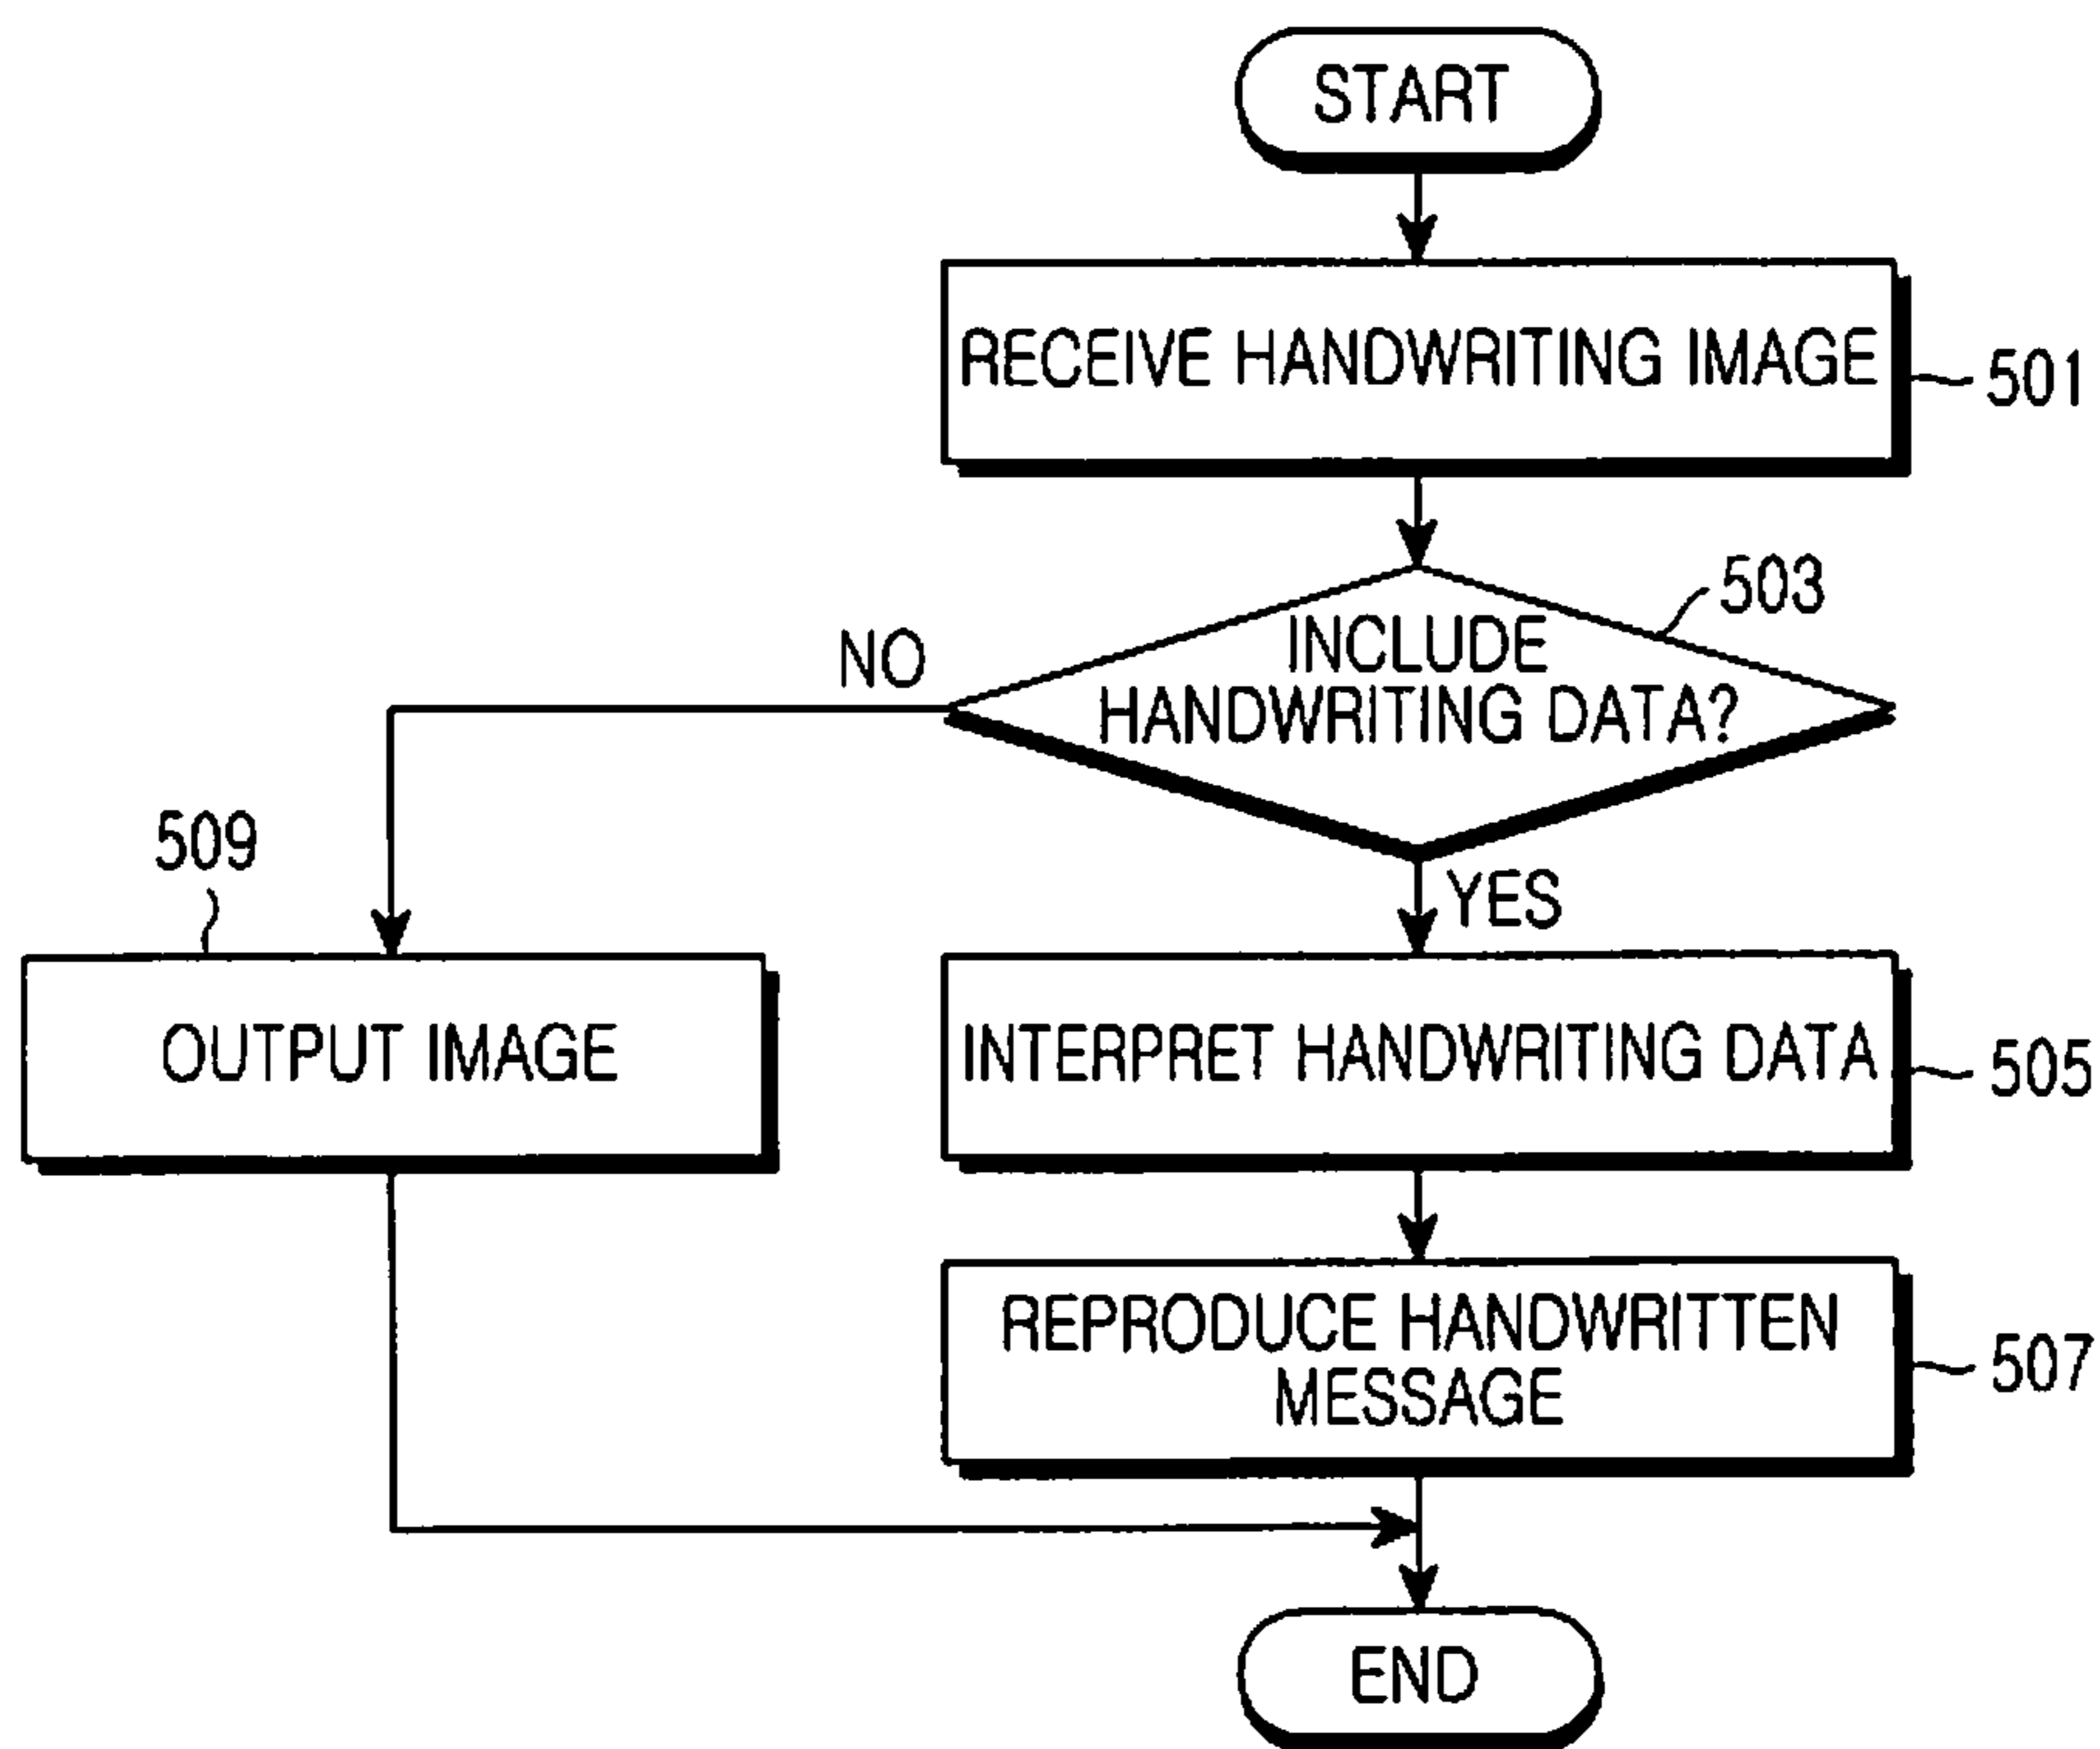 START
RECEIVE HANDWRITING IMAGE
501
503
INCLUDE
HANDWRITING DATA?
NO
YES
509
OUTPUT IMAGE
INTERPRET HANDWRITING DATA
505
REPRODUCE HANDWRITTEN
MESSAGE
507
END